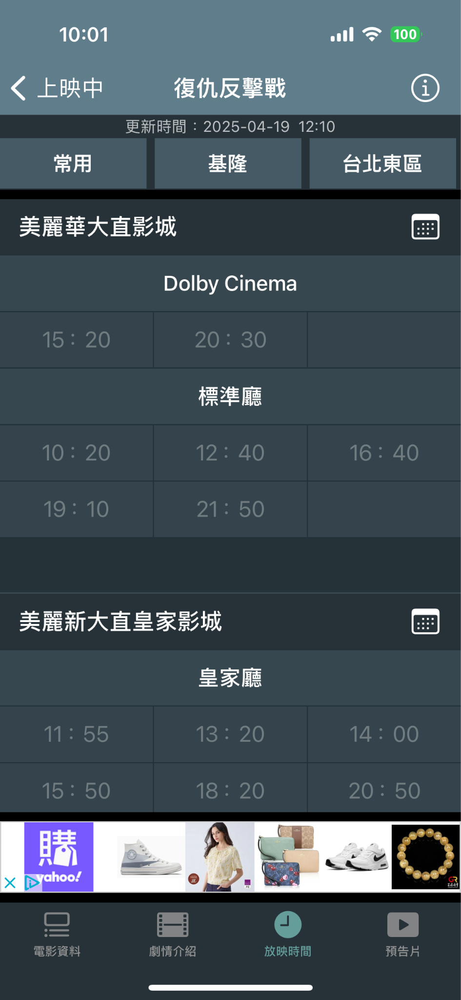 10:01
100
上映中
復仇反擊戰
更新時間：2025-04-19 12:10
常用
基隆
台北東區
美麗華大直影城
Dolby Cinema
15： 20
20： 30
標準廳
10： 20
12： 40
16： 40
19： 10
21： 50
美麗新大直皇家影城
皇家廳
11： 55
13： 20
14： 00
15： 50
18： 20
20： 50
購
yahoo!
SIZE
2L
GR
電影資料
劇情介紹
放映時間
預告片